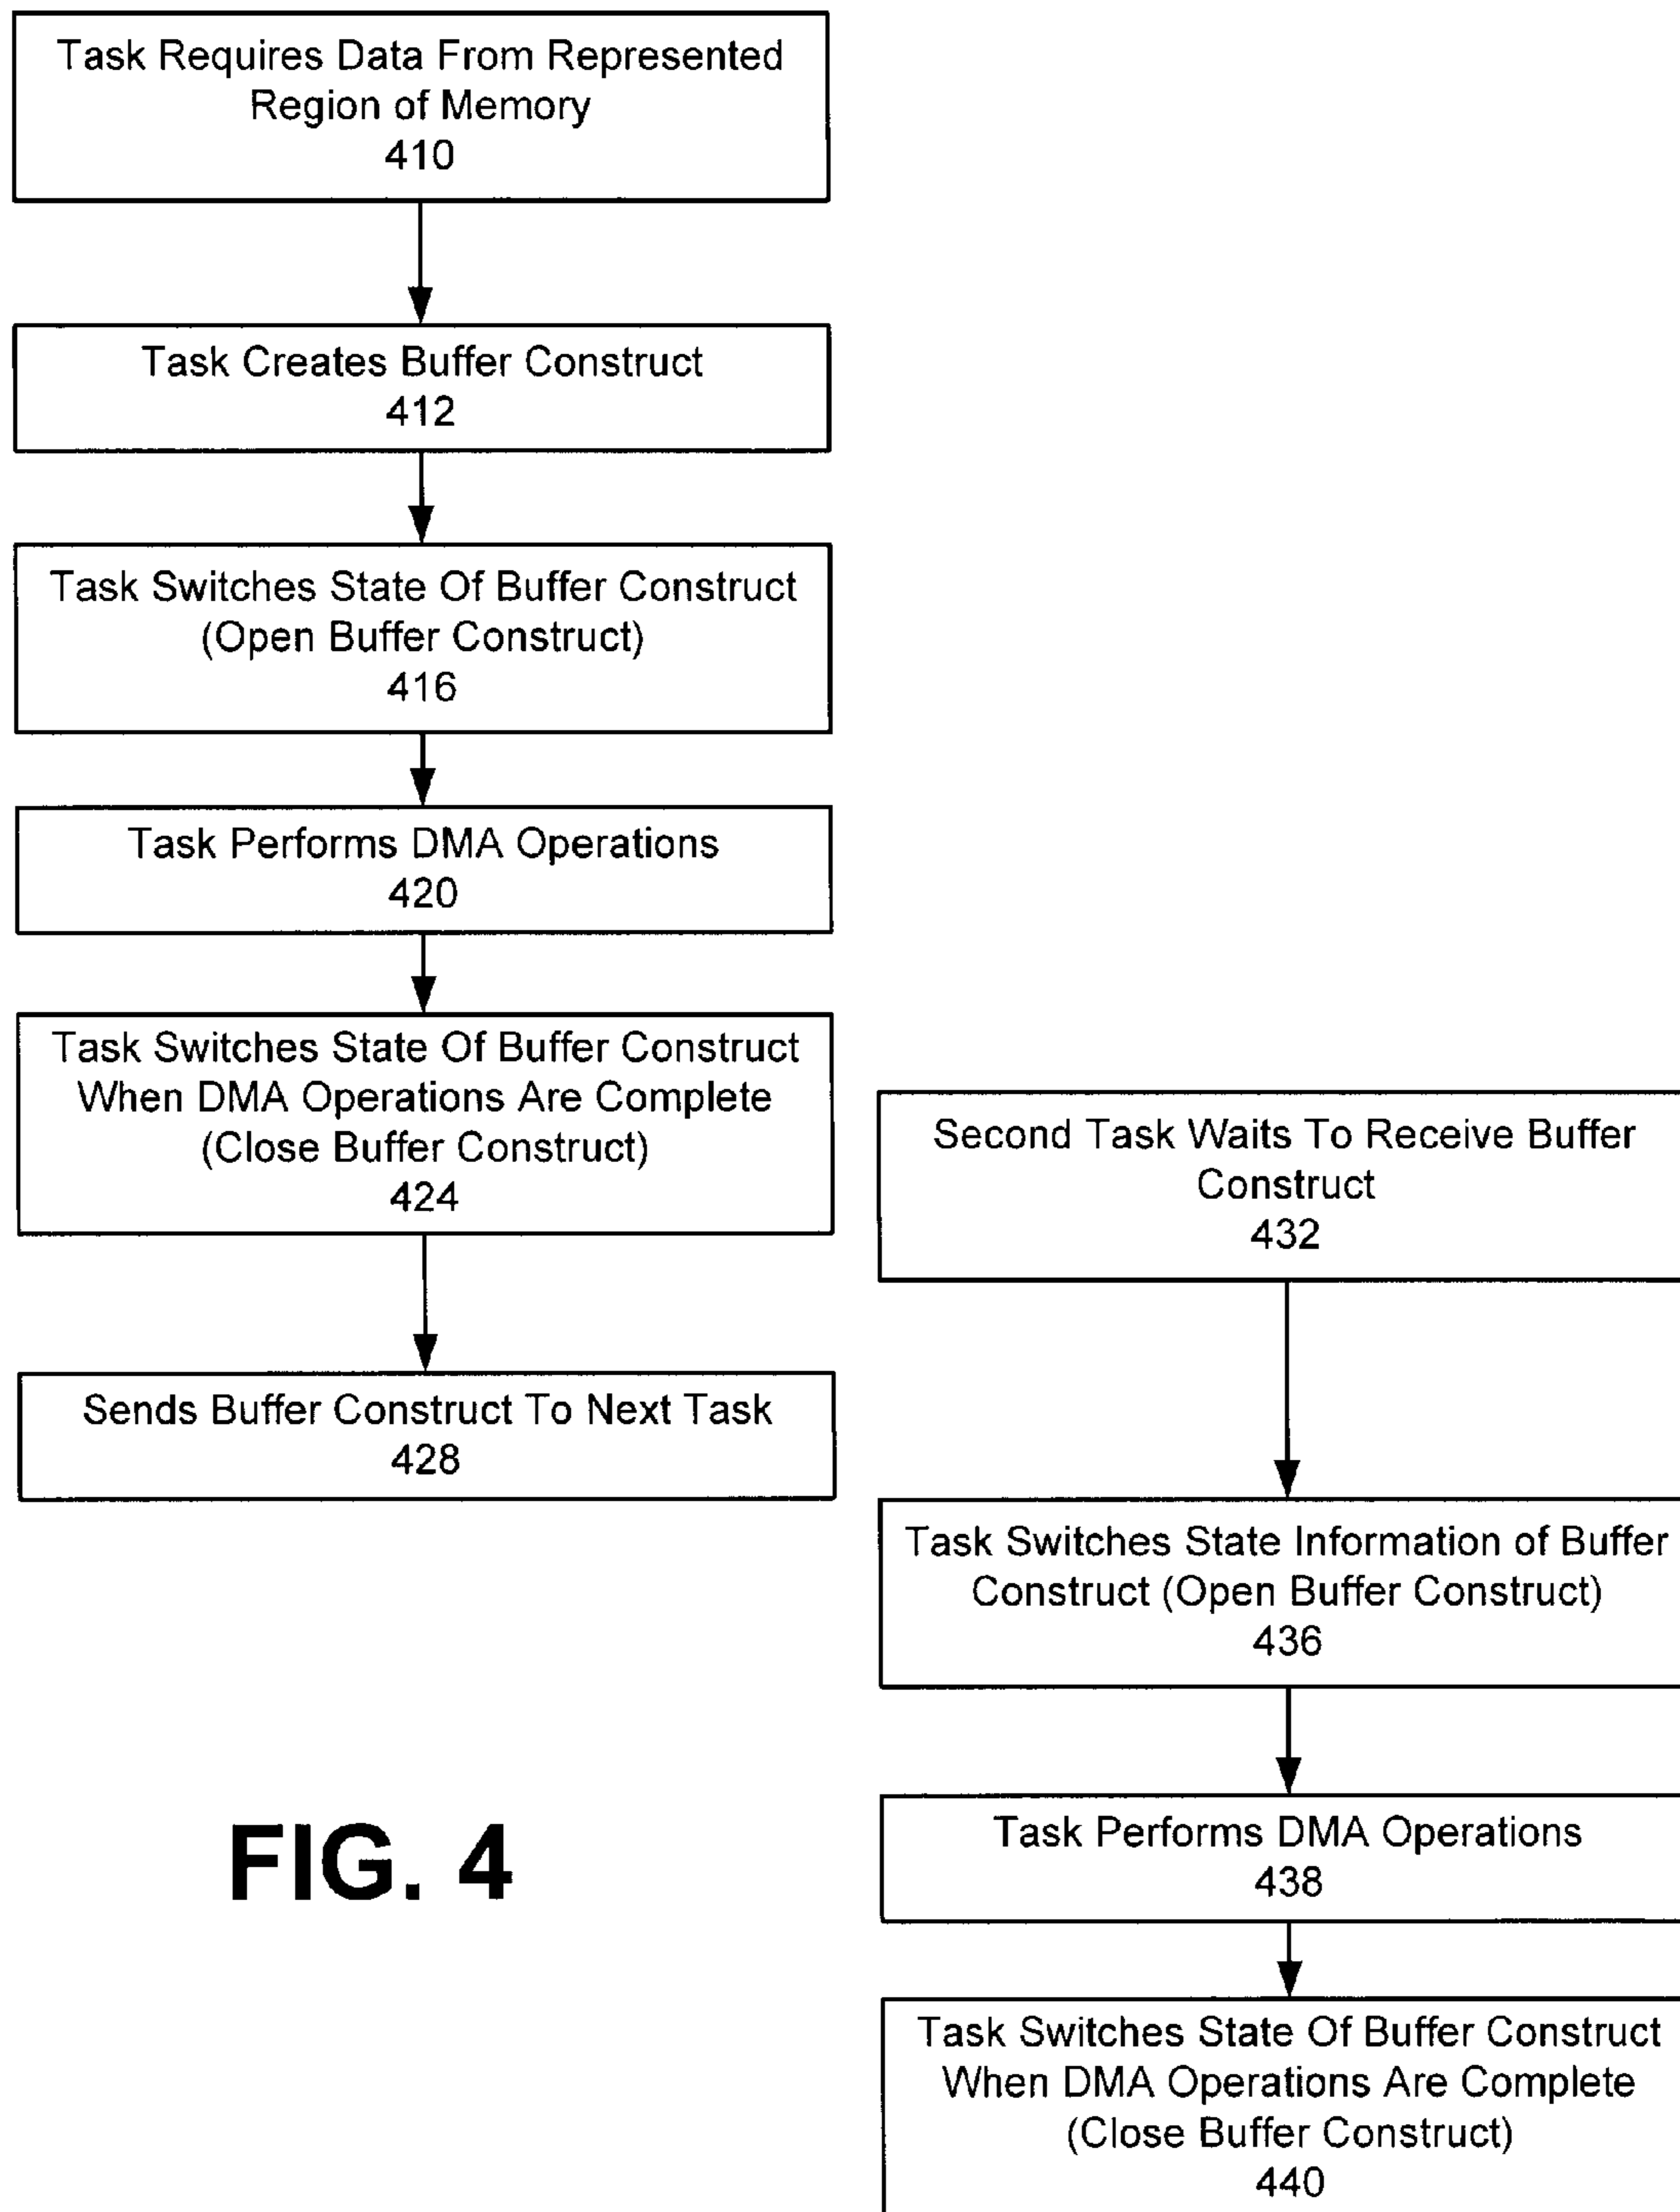 Task Requires Data From Represented
Region of Memory
410
Task Creates Buffer Construct
412
Task Switches State Of Buffer Construct
(Open Buffer Construct)
416
Task Performs DMA Operations
420
Task Switches State Of Buffer Construct
When DMA Operations Are Complete
(Close Buffer Construct)
424
Sends Buffer Construct To Next Task
428
Second Task Waits To Receive Buffer
Construct
432
Task Switches State Information of Buffer
Construct (Open Buffer Construct)
436
Task Performs DMA Operations
438
Task Switches State Of Buffer Construct
When DMA Operations Are Complete
(Close Buffer Construct)
440
FIG. 4